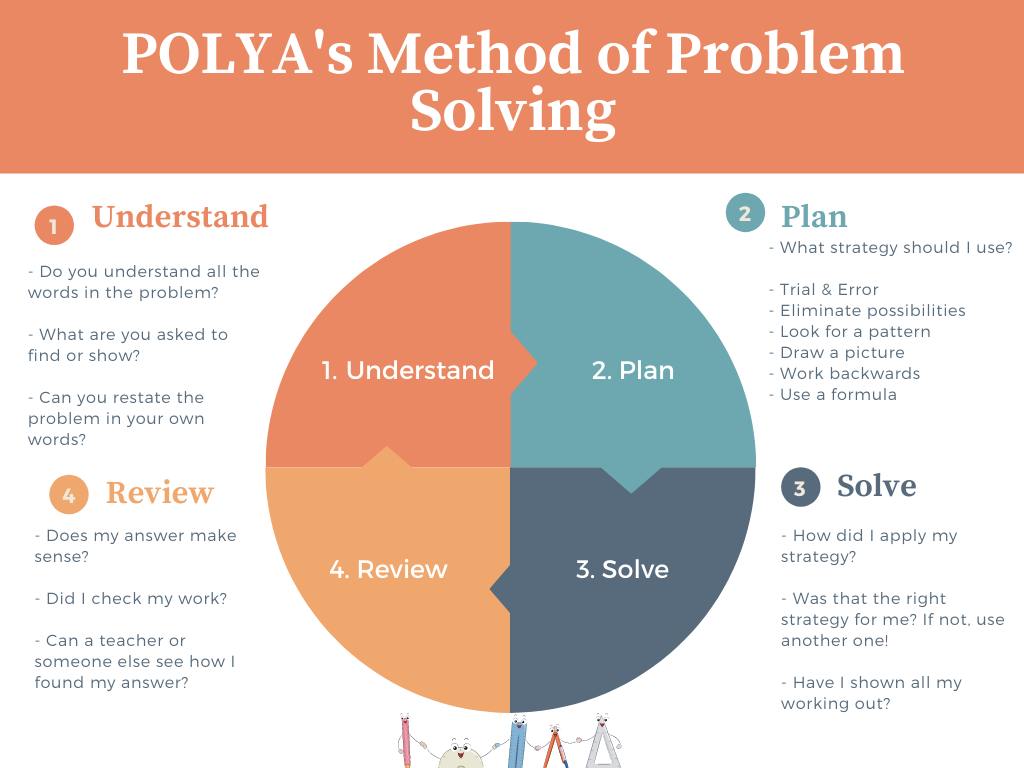 POLYA's Method of Problem
Solving
1
Understand
- Do you understand all the
words in the problem?
- What are you asked to
find or show?
- Can you restate the
problem in your own
words?
2
Plan
- What strategy should I use?
- Trial & Error
- Eliminate possibilities
- Look for a pattern
- Draw a picture
- Work backwards
- Use a formula
1. Understand
2. Plan
4. Review
3. Solve
3
Solve
- How did I apply my
strategy?
- Was that the right
strategy for me? If not, use
another one!
- Have I shown all my
working out?
4
Review
- Does my answer make
sense?
- Did I check my work?
- Can a teacher or
someone else see how I
found my answer?